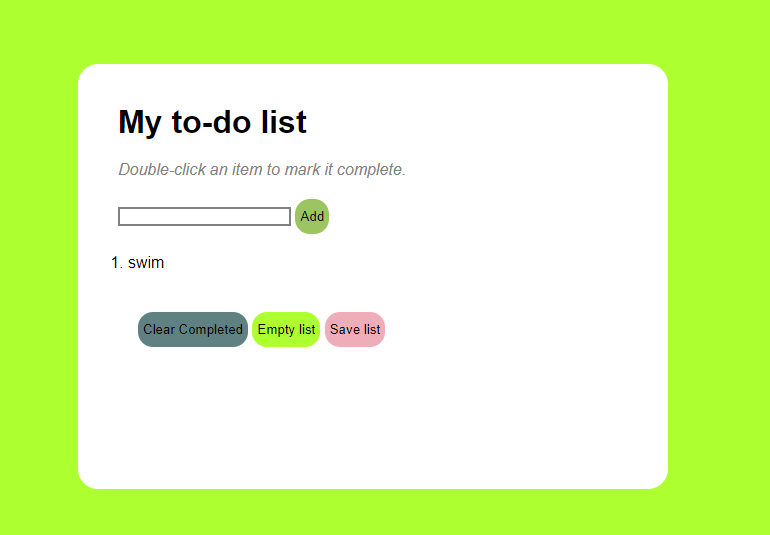 My to-do list
Double-click an item to mark it complete.
Add
1. swim
Clear Completed Empty list Save list